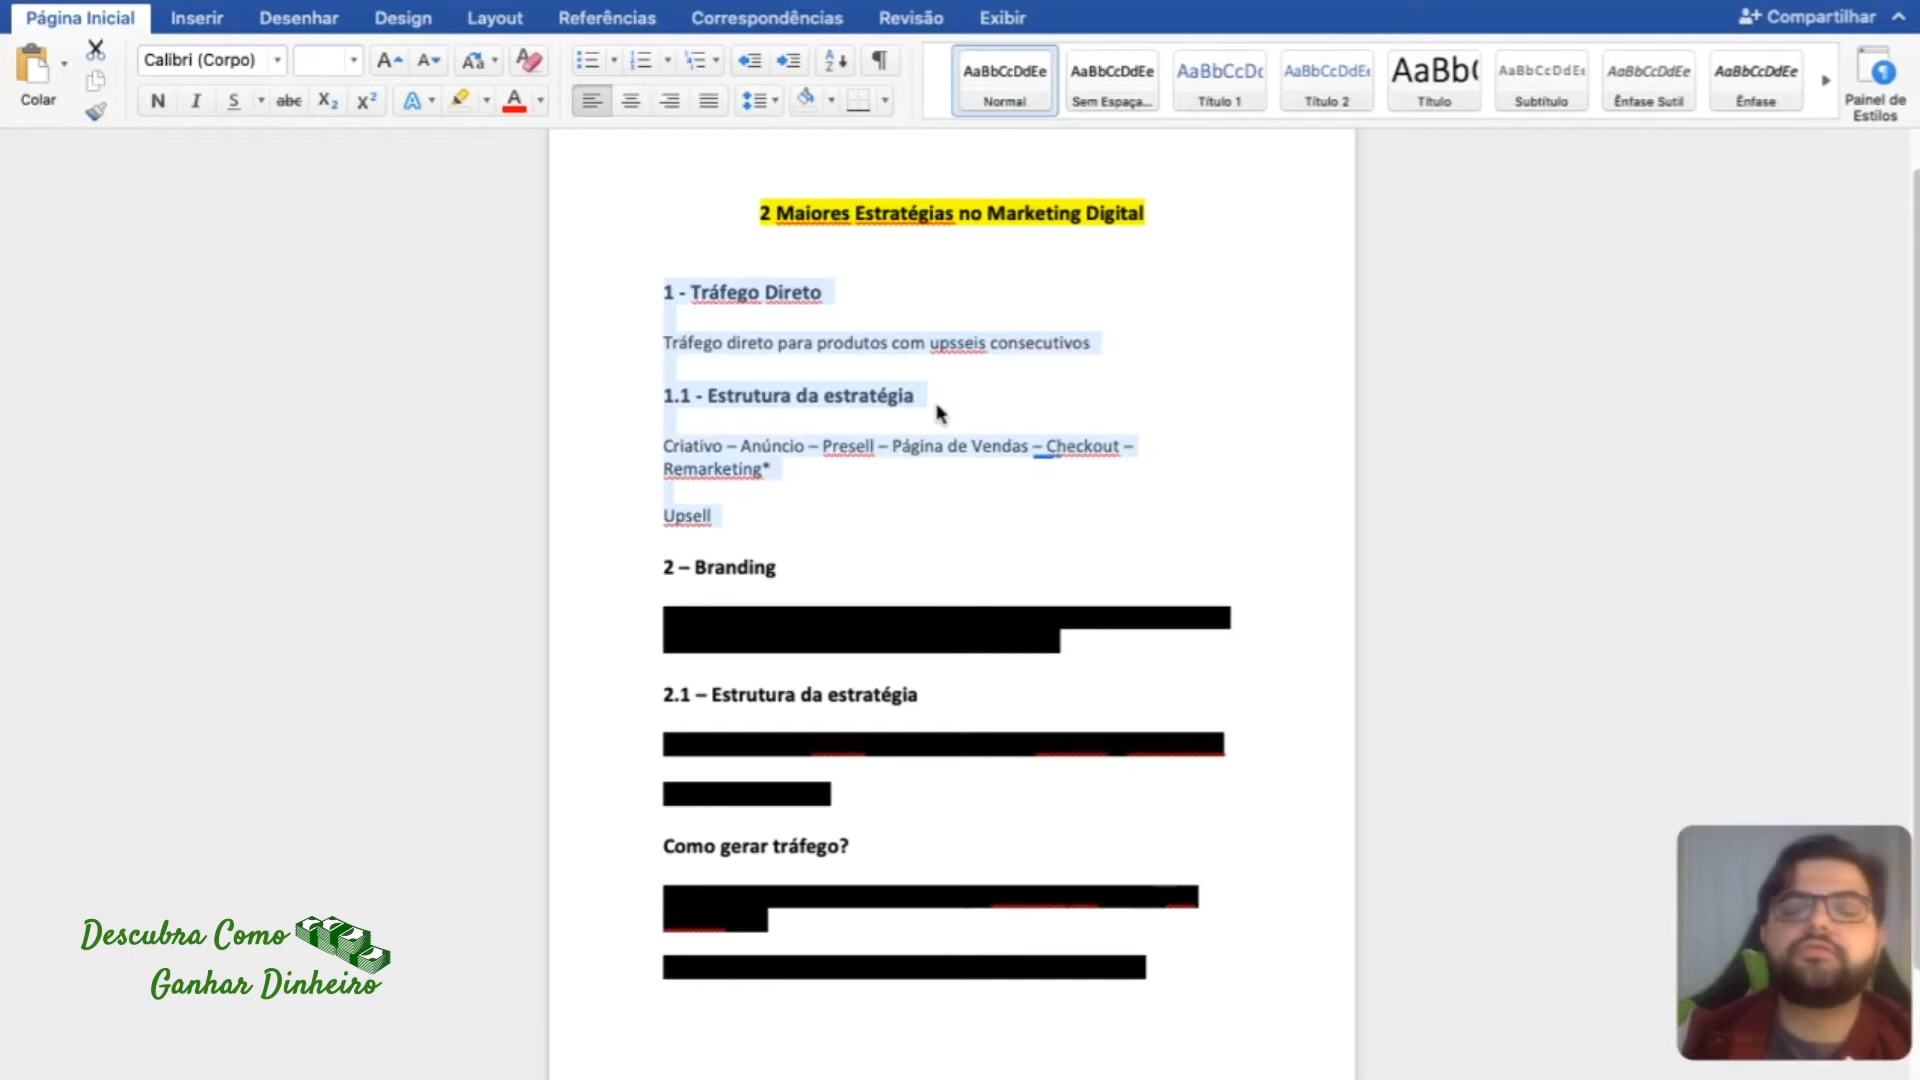 Página Inicial Inserir Desenhar Design Layout Referências Correspondências Revisão Exibir Compartilhar
Colar
Calibri (Corpo)
N I S abc X₂ X² A A
AaBbCcDdEe AaBbCcDdEe AaBbCcDc AaBbCcDdEe AaBb( AaBbCcDdEe AaBbCcDdEe AaBbCcDdEe
Normal Sem Espaça... Título 1 Título 2 Título Subtítulo Ênfase Sutil Ênfase
Painel de
Estilos
2 Maiores Estratégias no Marketing Digital
1 - Tráfego Direto
Tráfego direto para produtos com upsseis consecutivos
1.1 - Estrutura da estratégia
Criativo – Anúncio – Presell – Página de Vendas – Checkout –
Remarketing*
Upsell
2 – Branding
2.1 – Estrutura da estratégia
Como gerar tráfego?
Descubra Como
Ganhar Dinheiro